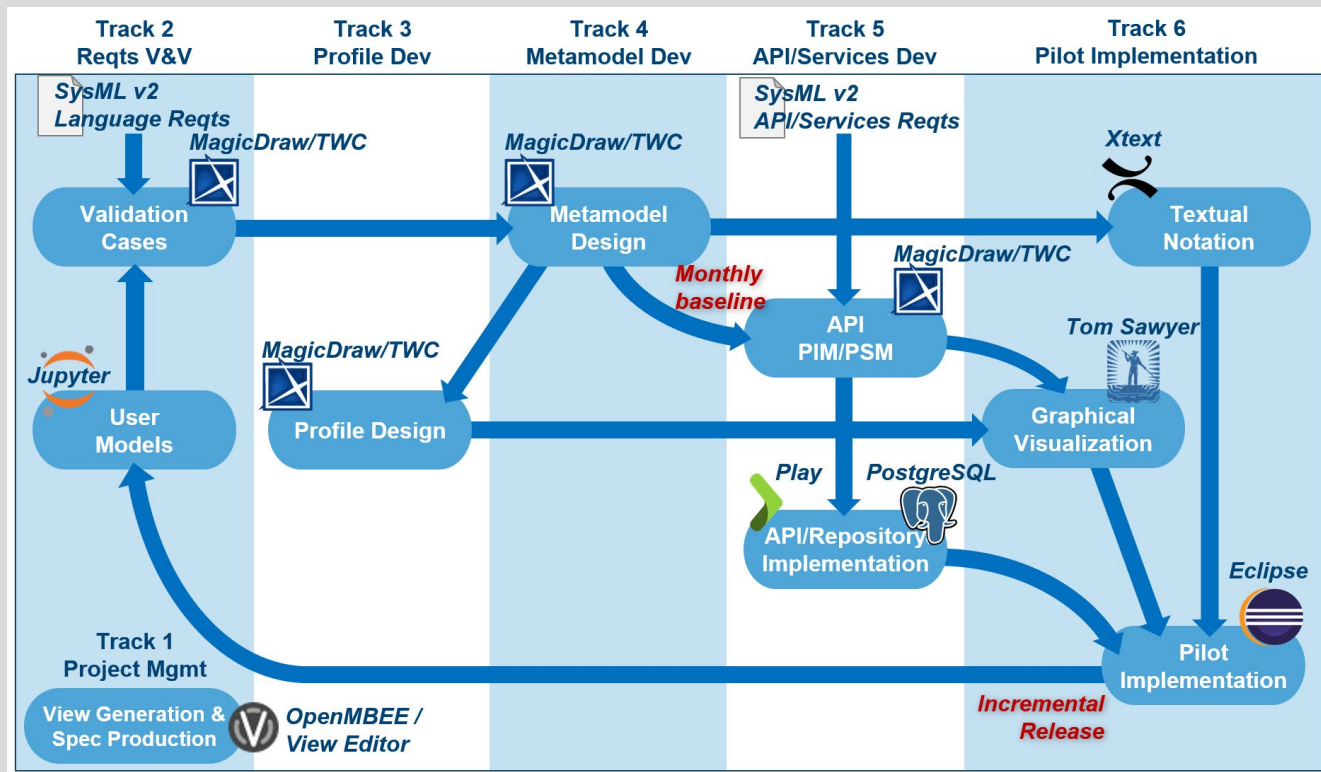 Track 2
Reqts V&V
Track 3
Profile Dev
Track 4
Metamodel Dev
Track 5
API/Services Dev
Track 6
Pilot Implementation
SysML v2
Language Reqts
SysML v2
API/Services Reqts
MagicDraw/TWC
MagicDraw/TWC
Xtext
Validation
Cases
Metamodel
Design
Textual
Notation
MagicDraw/TWC
Monthly
baseline
API
PIM/PSM
Tom Sawyer
MagicDraw/TWC
Jupyter
User
Models
Profile Design
Graphical
Visualization
Play
PostgreSQL
API/Repository
Implementation
Eclipse
Track 1
Project Mgmt
Pilot
Implementation
View Generation &
Spec Production
OpenMBEE /
View Editor
Incremental
Release